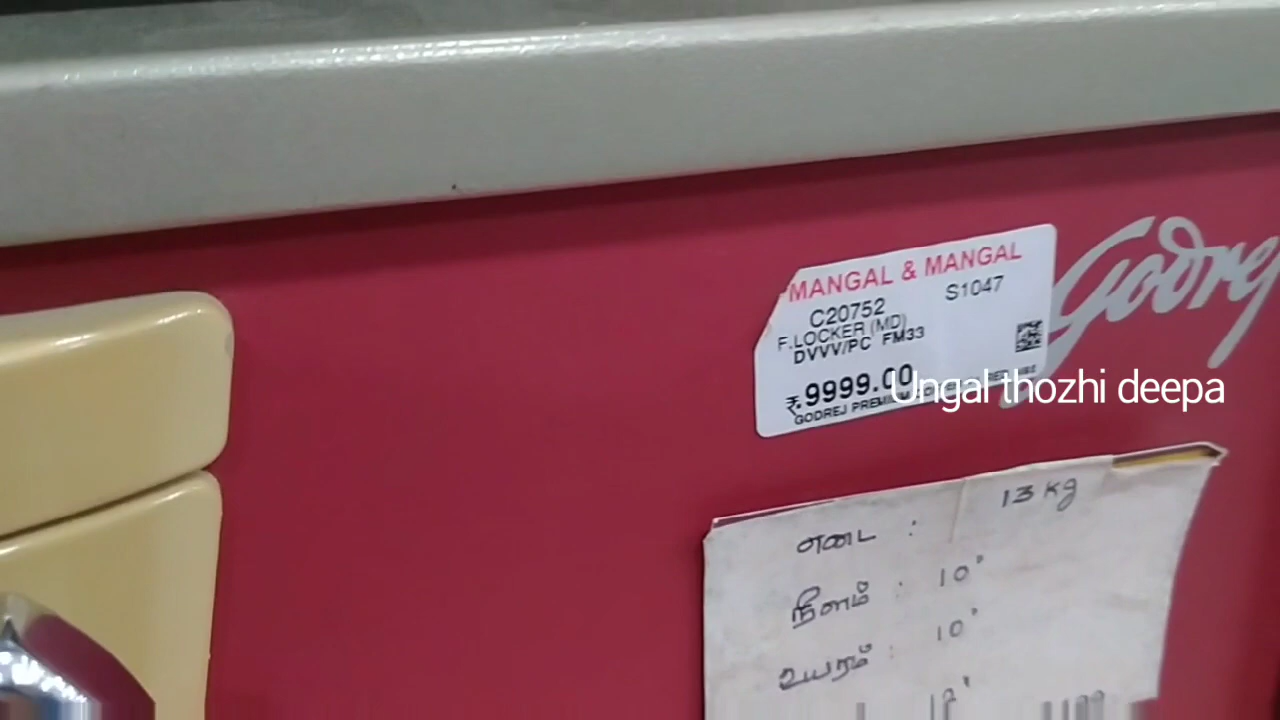 MANGAL & MANGAL
C20752 S1047
F.LOCKER (MD)
DVVV/PC FM33
₹.9999.00
GODREJ
Godrej
Ungal thozhi deepa
எடை : 13 kg
நீளம் : 10"
உயரம் : 10"
12"